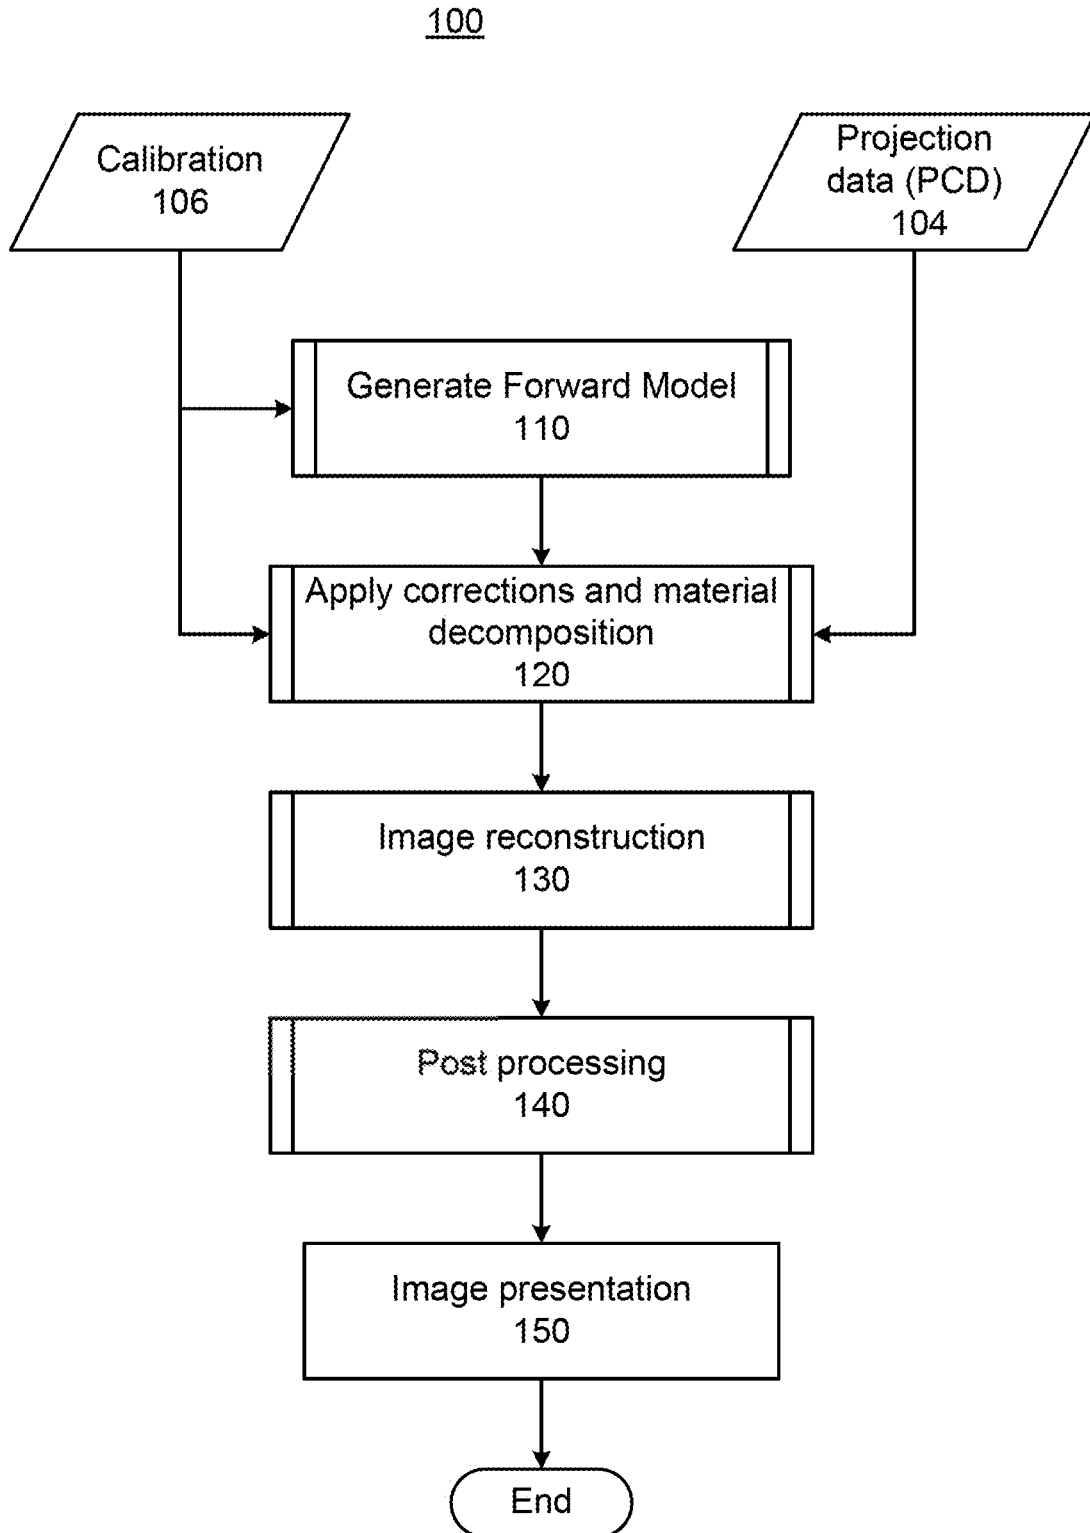 100
Calibration
106
Projection
data (PCD)
104
Generate Forward Model
110
Apply corrections and material
decomposition
120
Image reconstruction
130
Post processing
140
Image presentation
150
End